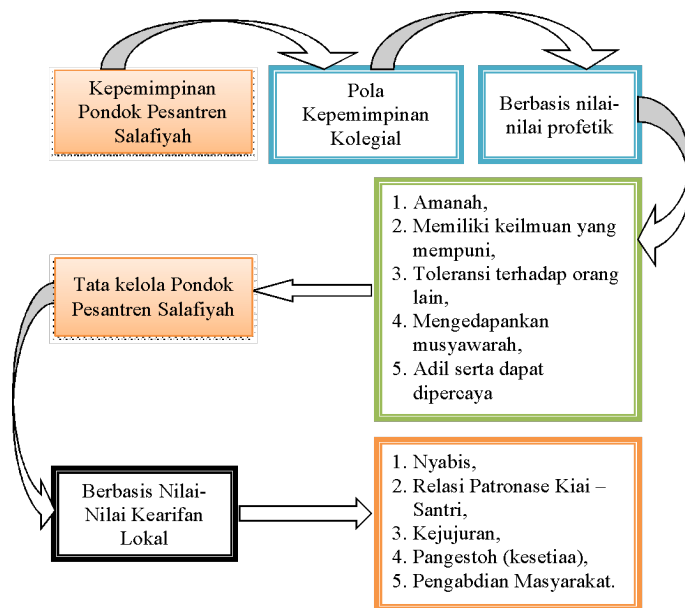 Kepemimpinan
Pondok Pesantren
Salafiyah
Pola
Kepemimpinan
Kolegial
Berbasis nilai-
nilai profetik
1. Amanah,
2. Memiliki keilmuan yang
mempuni,
3. Toleransi terhadap orang
lain,
4. Mengedapankan
musyawarah,
5. Adil serta dapat
dipercaya
Tata kelola Pondok
Pesantren Salafiyah
Berbasis Nilai-
Nilai Kearifan
Lokal
1. Nyabis,
2. Relasi Patronase Kiai –
Santri,
3. Kejujuran,
4. Pangestoh (kesetiaa),
5. Pengabdian Masyarakat.